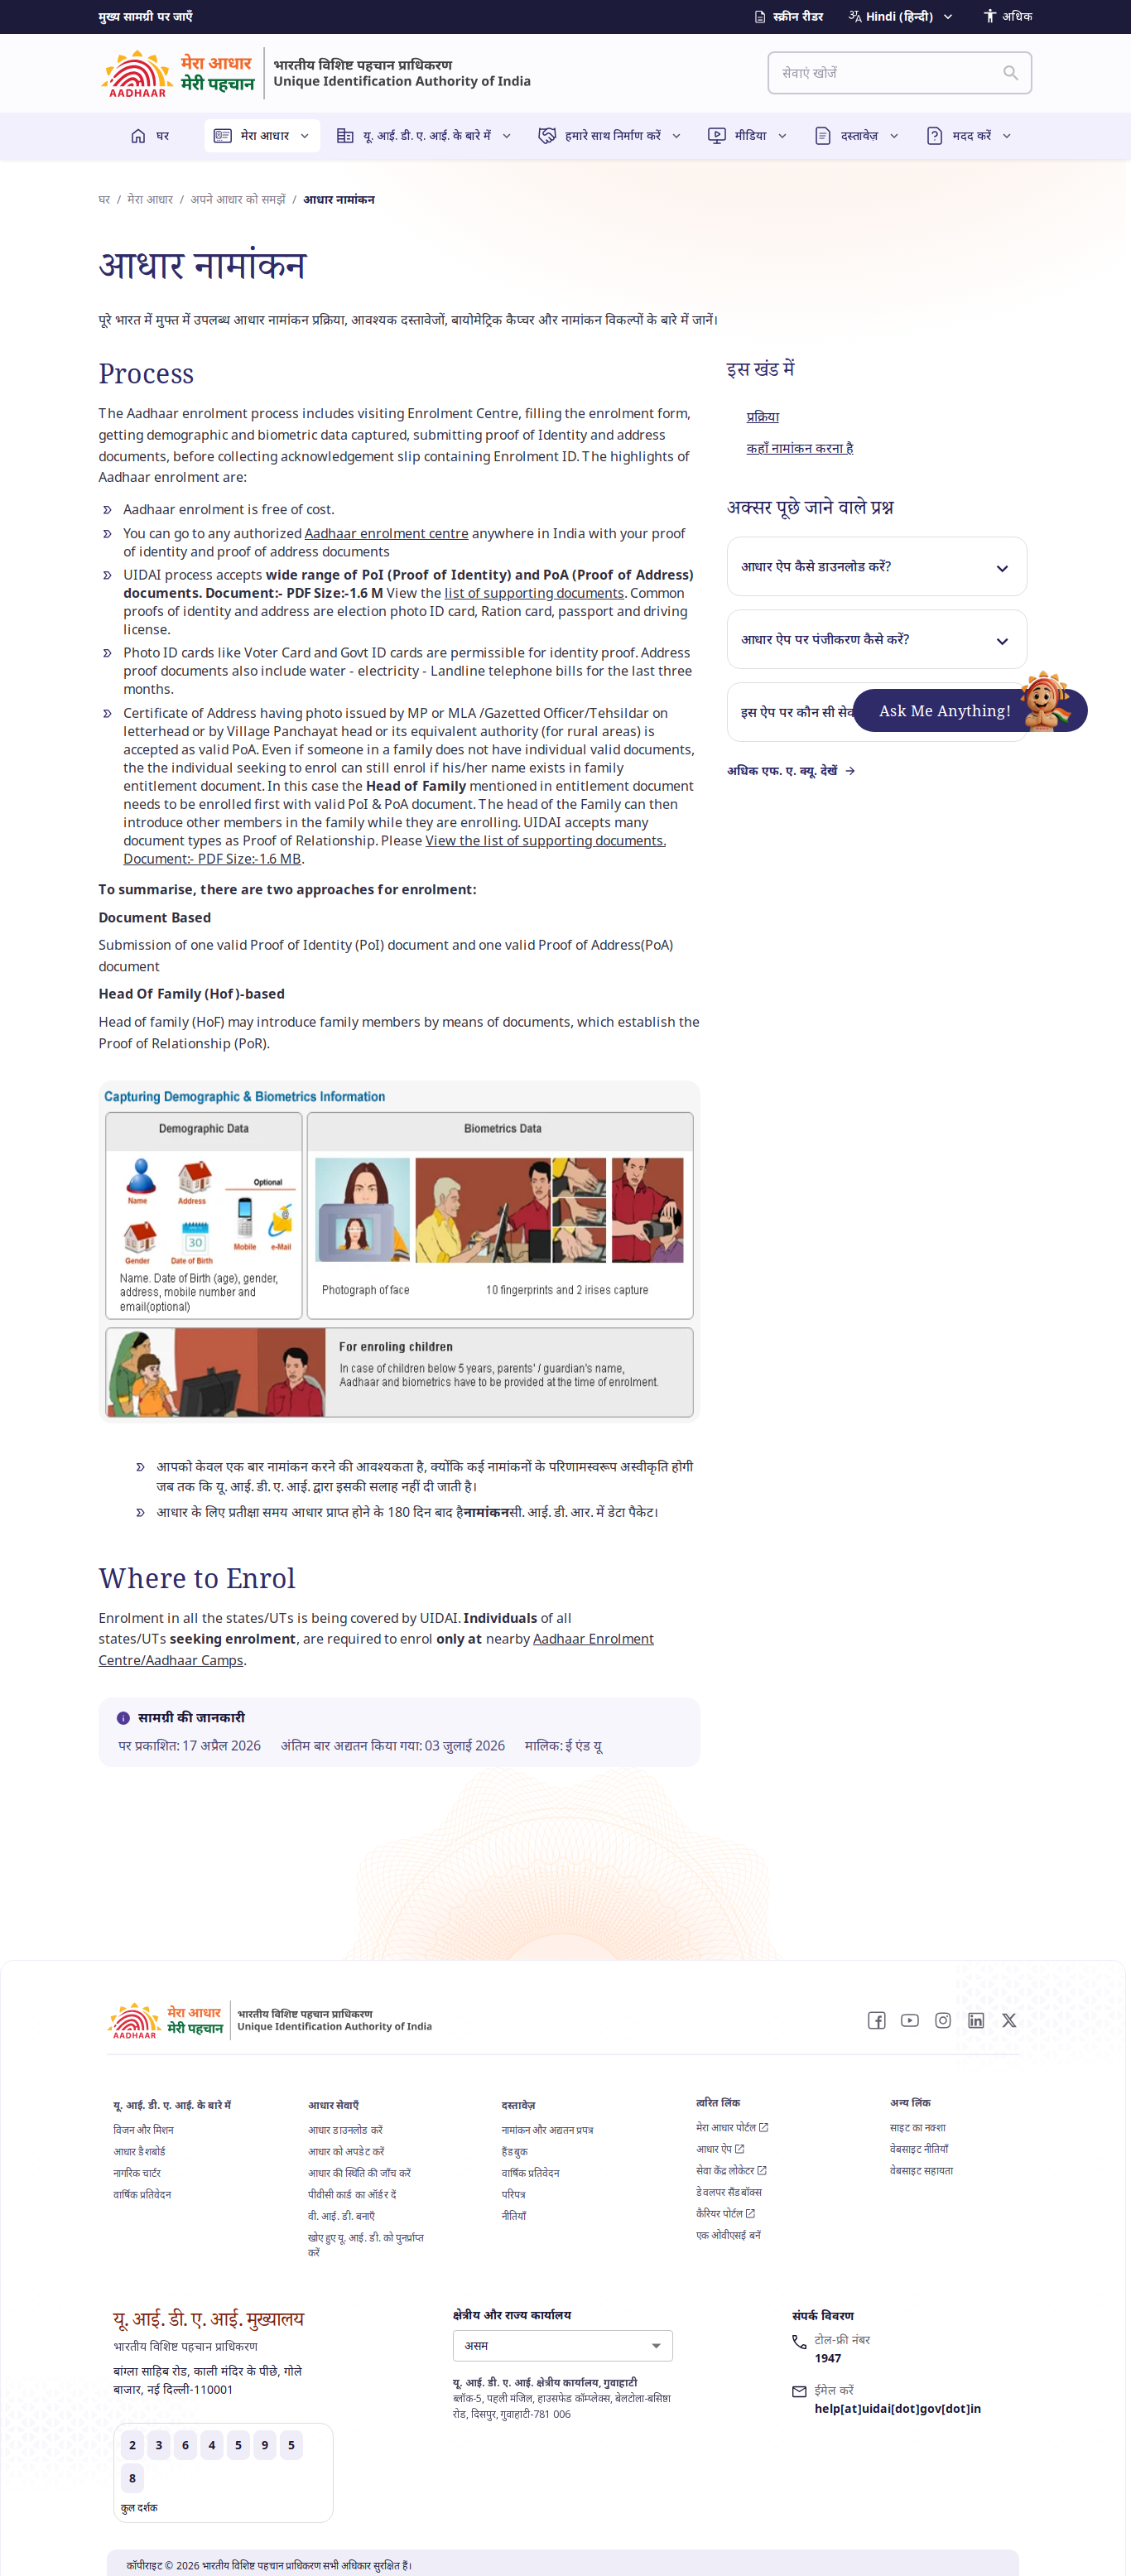 मुख्य सामग्री पर जाएँ
स्क्रीन रीडर
Hindi (हिन्दी)
अधिक
मेरा आधार
मेरी पहचान
AADHAAR
भारतीय विशिष्ट पहचान प्राधिकरण
Unique Identification Authority of India
सेवाएं खोजें
घर
मेरा आधार
यू. आई. डी. ए. आई. के बारे में
हमारे साथ निर्माण करें
मीडिया
दस्तावेज़
मदद करें
घर / मेरा आधार / अपने आधार को समझें / आधार नामांकन
आधार नामांकन
पूरे भारत में मुफ्त में उपलब्ध आधार नामांकन प्रक्रिया, आवश्यक दस्तावेजों, बायोमेट्रिक कैप्चर और नामांकन विकल्पों के बारे में जानें।
Process
The Aadhaar enrolment process includes visiting Enrolment Centre, filling the enrolment form,
getting demographic and biometric data captured, submitting proof of Identity and address
documents, before collecting acknowledgement slip containing Enrolment ID. The highlights of
Aadhaar enrolment are:
Aadhaar enrolment is free of cost.
You can go to any authorized Aadhaar enrolment centre anywhere in India with your proof
of identity and proof of address documents
UIDAI process accepts wide range of PoI (Proof of Identity) and PoA (Proof of Address)
documents. Document:- PDF Size:-1.6 M View the list of supporting documents. Common
proofs of identity and address are election photo ID card, Ration card, passport and driving
license.
Photo ID cards like Voter Card and Govt ID cards are permissible for identity proof. Address
proof documents also include water - electricity - Landline telephone bills for the last three
months.
Certificate of Address having photo issued by MP or MLA /Gazetted Officer/Tehsildar on
letterhead or by Village Panchayat head or its equivalent authority (for rural areas) is
accepted as valid PoA. Even if someone in a family does not have individual valid documents,
the the individual seeking to enrol can still enrol if his/her name exists in family
entitlement document. In this case the Head of Family mentioned in entitlement document
needs to be enrolled first with valid PoI & PoA document. The head of the Family can then
introduce other members in the family while they are enrolling. UIDAI accepts many
document types as Proof of Relationship. Please View the list of supporting documents.
Document:- PDF Size:-1.6 MB.
To summarise, there are two approaches for enrolment:
Document Based
Submission of one valid Proof of Identity (PoI) document and one valid Proof of Address(PoA)
document
Head Of Family (Hof)-based
Head of family (HoF) may introduce family members by means of documents, which establish the
Proof of Relationship (PoR).
इस खंड में
प्रक्रिया
कहाँ नामांकन करना है
अक्सर पूछे जाने वाले प्रश्न
आधार ऐप कैसे डाउनलोड करें?
आधार ऐप पर पंजीकरण कैसे करें?
इस ऐप पर कौन सी सेव
Ask Me Anything!
अधिक एफ. ए. क्यू. देखें
Capturing Demographic & Biometrics Information
Demographic Data
Biometrics Data
Name
Address
Optional
30
Gender
Date of Birth
Mobile
e-Mail
Name. Date of Birth (age), gender,
address, mobile number and
email(optional)
Photograph of face
10 fingerprints and 2 irises capture
For enroling children
In case of children below 5 years, parents' / guardian's name,
Aadhaar and biometrics have to be provided at the time of enrolment.
आपको केवल एक बार नामांकन करने की आवश्यकता है, क्योंकि कई नामांकनों के परिणामस्वरूप अस्वीकृति होगी
जब तक कि यू. आई. डी. ए. आई. द्वारा इसकी सलाह नहीं दी जाती है।
आधार के लिए प्रतीक्षा समय आधार प्राप्त होने के 180 दिन बाद हैनामांकनसी. आई. डी. आर. में डेटा पैकेट।
Where to Enrol
Enrolment in all the states/UTs is being covered by UIDAI. Individuals of all
states/UTs seeking enrolment, are required to enrol only at nearby Aadhaar Enrolment
Centre/Aadhaar Camps.
सामग्री की जानकारी
पर प्रकाशित: 17 अप्रैल 2026 अंतिम बार अद्यतन किया गया: 03 जुलाई 2026 मालिक: ई एंड यू
मेरा आधार
मेरी पहचान
AADHAAR
भारतीय विशिष्ट पहचान प्राधिकरण
Unique Identification Authority of India
यू. आई. डी. ए. आई. के बारे में
विजन और मिशन
आधार डैशबोर्ड
नागरिक चार्टर
वार्षिक प्रतिवेदन
आधार सेवाएँ
आधार डाउनलोड करें
आधार को अपडेट करें
आधार की स्थिति की जाँच करें
पीवीसी कार्ड का ऑर्डर दें
वी. आई. डी. बनाएँ
खोए हुए यू. आई. डी. को पुनर्प्राप्त
करें
दस्तावेज़
नामांकन और अद्यतन प्रपत्र
हैंडबुक
वार्षिक प्रतिवेदन
परिपत्र
नीतियाँ
त्वरित लिंक
मेरा आधार पोर्टल
आधार ऐप
सेवा केंद्र लोकेटर
डेवलपर सैंडबॉक्स
कैरियर पोर्टल
एक ओवीएसई बनें
अन्य लिंक
साइट का नक्शा
वेबसाइट नीतियाँ
वेबसाइट सहायता
यू. आई. डी. ए. आई. मुख्यालय
भारतीय विशिष्ट पहचान प्राधिकरण
बांग्ला साहिब रोड, काली मंदिर के पीछे, गोले
बाजार, नई दिल्ली-110001
2 3 6 4 5 9 5
8
कुल दर्शक
क्षेत्रीय और राज्य कार्यालय
असम
यू. आई. डी. ए. आई. क्षेत्रीय कार्यालय, गुवाहाटी
ब्लॉक-5, पहली मंजिल, हाउसफेड कॉम्प्लेक्स, बेलटोला-बसिष्ठा
रोड, दिसपुर, गुवाहाटी-781 006
संपर्क विवरण
टोल-फ्री नंबर
1947
ईमेल करें
help[at]uidai[dot]gov[dot]in
कॉपीराइट © 2026 भारतीय विशिष्ट पहचान प्राधिकरण सभी अधिकार सुरक्षित हैं।